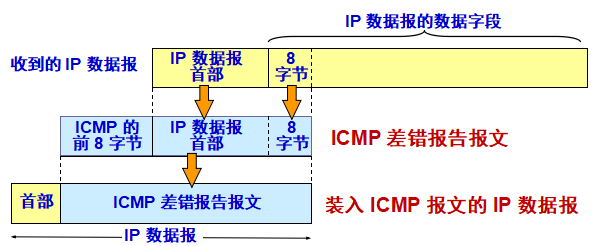 IP 数据报的数据字段
收到的 IP 数据报
IP 数据报
首部
8
字节
ICMP 的
前 8 字节
IP 数据报
首部
8
字节
ICMP 差错报告报文
首部
ICMP 差错报告报文
装入 ICMP 报文的 IP 数据报
IP 数据报